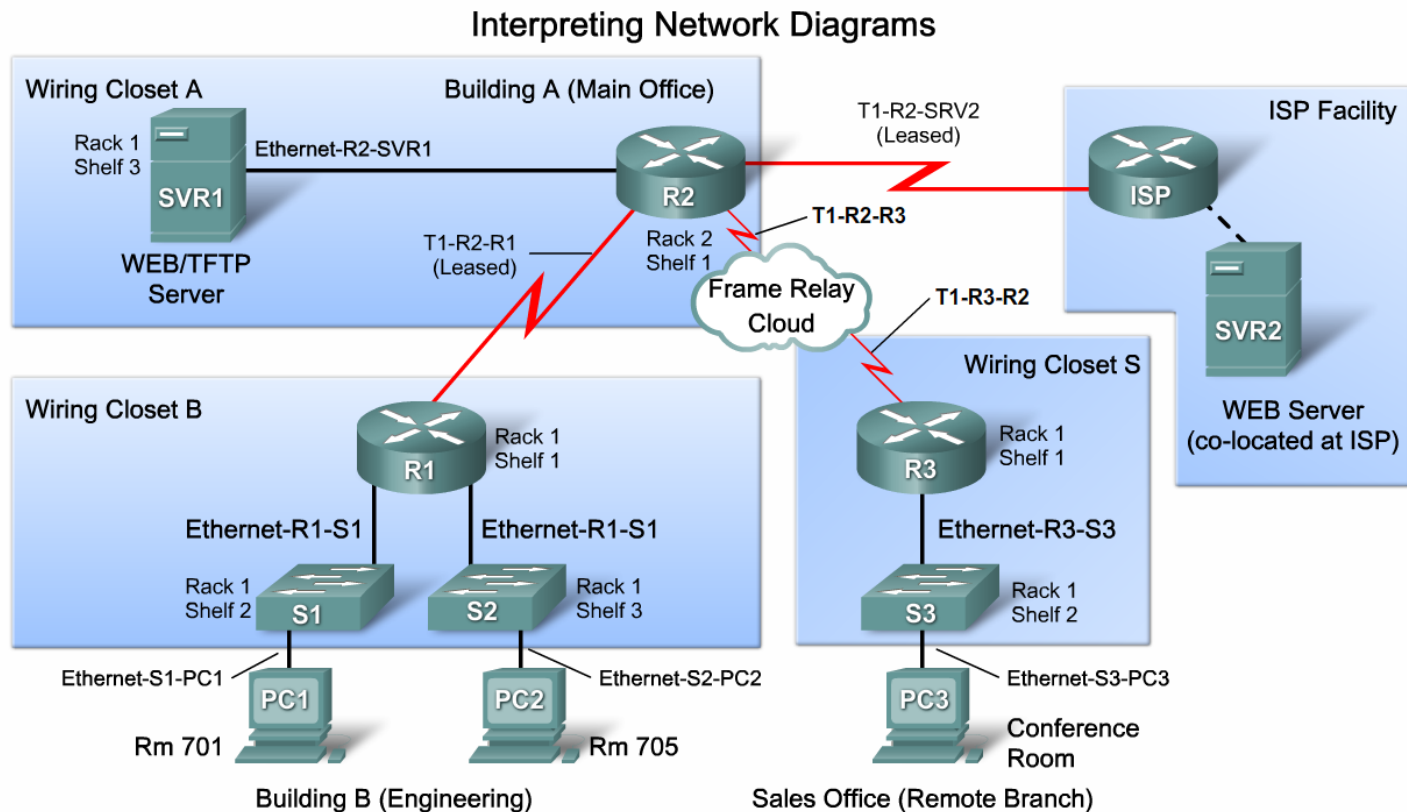 Interpreting Network Diagrams
Wiring Closet A
Building A (Main Office)
Rack 1
Shelf 3
SVR1
WEB/TFTP
Server
Ethernet-R2-SVR1
R2
Rack 2
Shelf 1
T1-R2-SRV2
(Leased)
ISP Facility
ISP
SVR2
WEB Server
(co-located at ISP)
T1-R2-R1
(Leased)
T1-R2-R3
Frame Relay
Cloud
T1-R3-R2
Wiring Closet B
R1
Rack 1
Shelf 1
Ethernet-R1-S1
Ethernet-R1-S1
Rack 1
Shelf 2
S1
S2
Rack 1
Shelf 3
Ethernet-S1-PC1
Ethernet-S2-PC2
PC1
Rm 701
PC2
Rm 705
Building B (Engineering)
Wiring Closet S
R3
Rack 1
Shelf 1
Ethernet-R3-S3
S3
Rack 1
Shelf 2
Ethernet-S3-PC3
PC3
Conference
Room
Sales Office (Remote Branch)